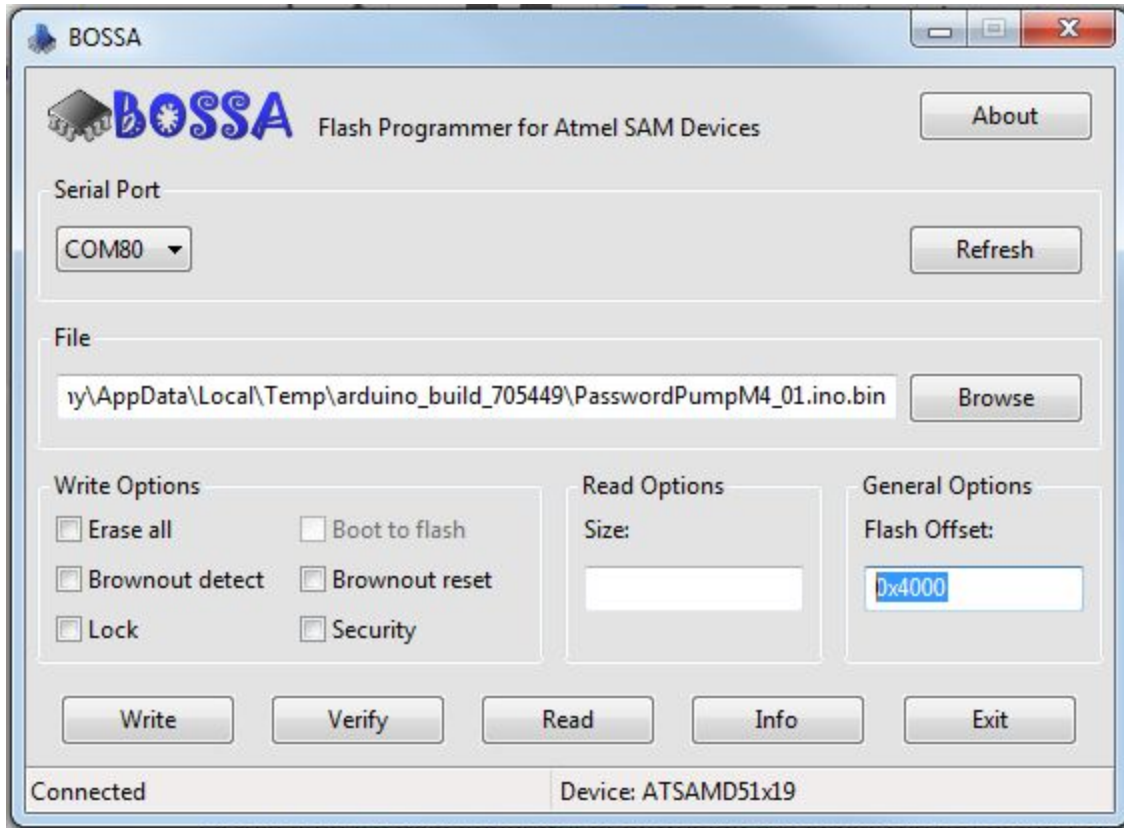 BOSSA
BOSSA Flash Programmer for Atmel SAM Devices
About
Serial Port
COM80
Refresh
File
\AppData\Local\Temp\arduino_build_705449\PasswordPumpM4_01.ino.bin
Browse
Write Options
Erase all
Boot to flash
Brownout detect
Brownout reset
Lock
Security
Read Options
Size:
General Options
Flash Offset:
0x4000
Write
Verify
Read
Info
Exit
Connected
Device: ATSAMD51x19